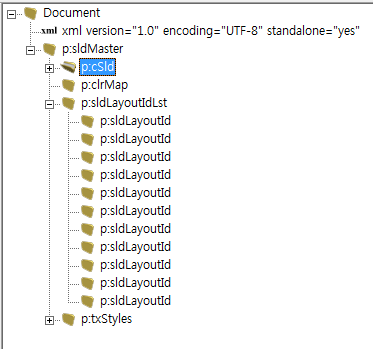 Document
xml xml version="1.0" encoding="UTF-8" standalone="yes"
p:sldMaster
p:cSld
p:clrMap
p:sldLayoutIdLst
p:sldLayoutId
p:sldLayoutId
p:sldLayoutId
p:sldLayoutId
p:sldLayoutId
p:sldLayoutId
p:sldLayoutId
p:sldLayoutId
p:sldLayoutId
p:sldLayoutId
p:sldLayoutId
p:txStyles